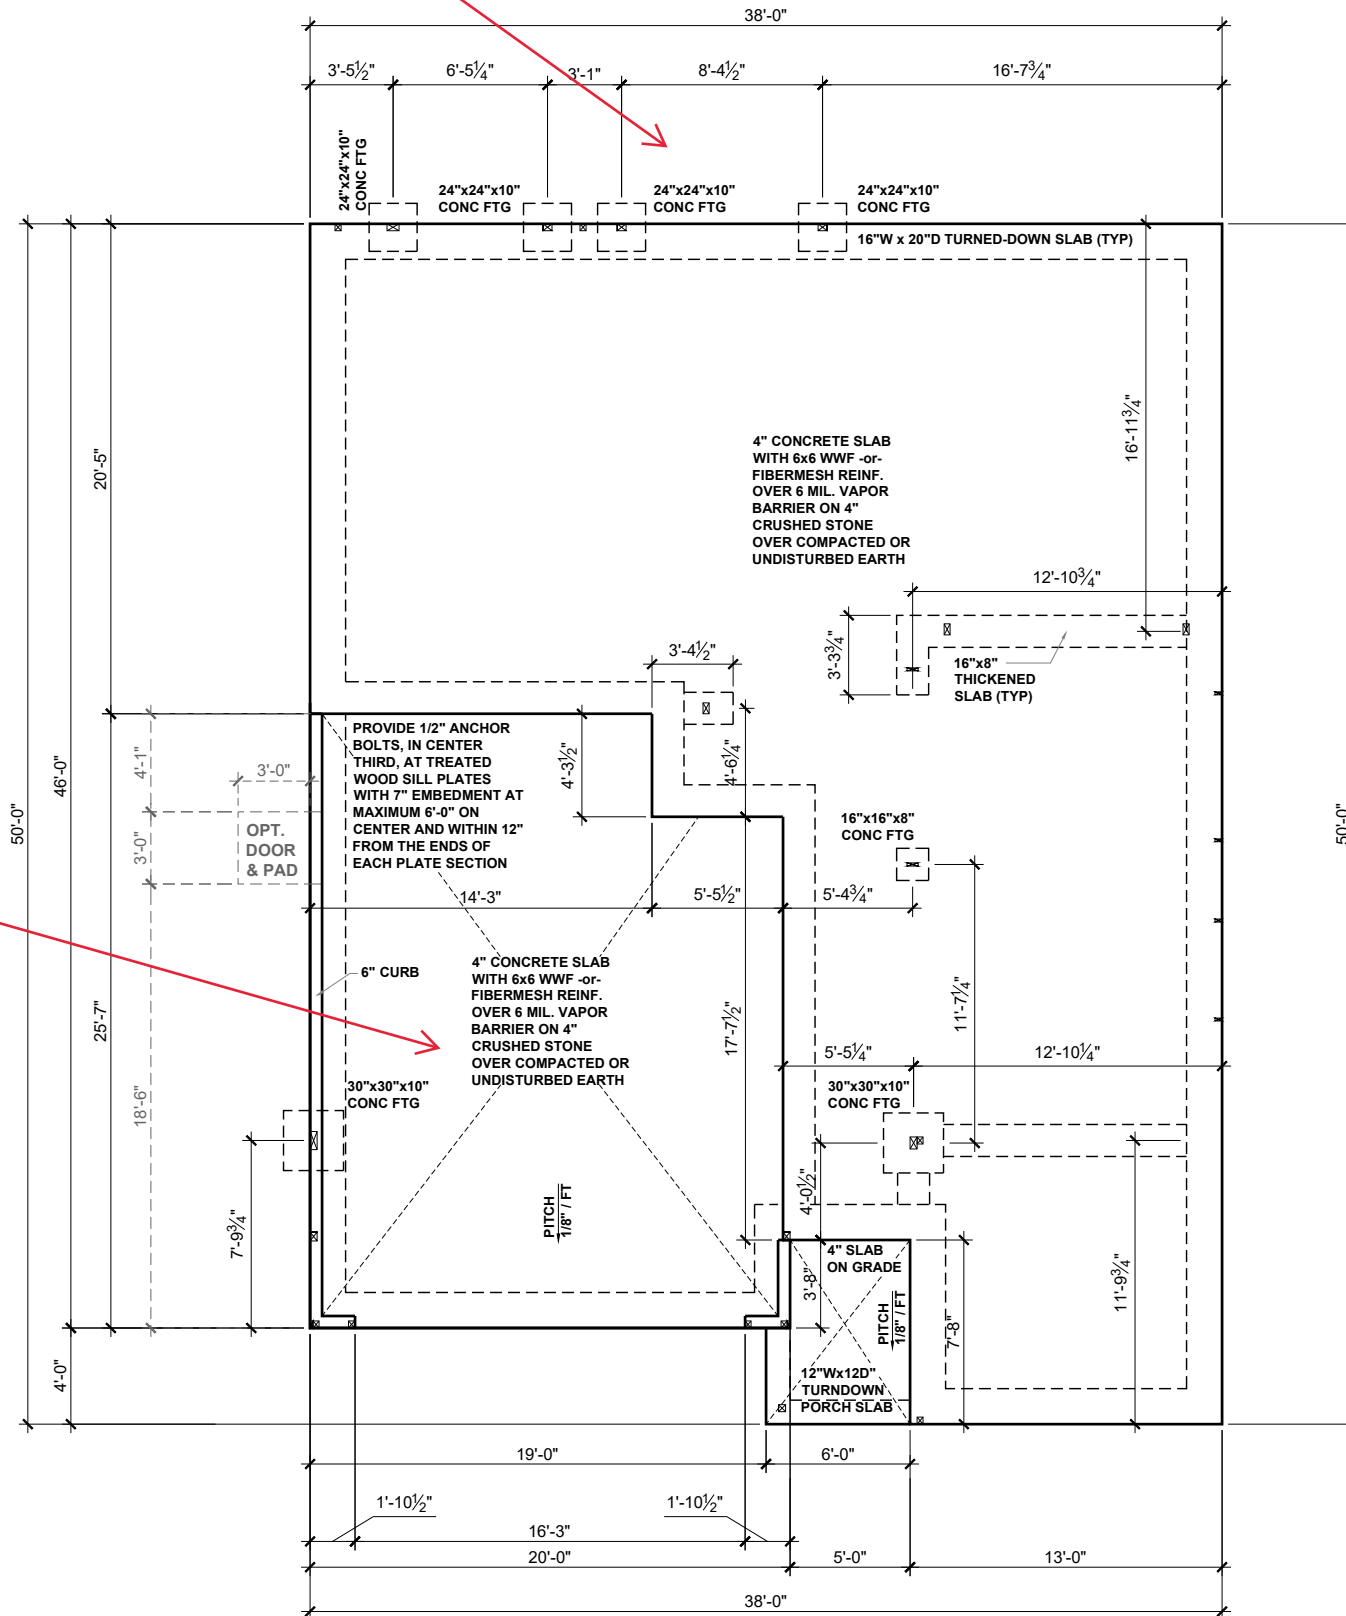 38'-0"
3'-5½"
6'-5¼"
3'-1"
8'-4½"
16'-7¾"
24"x24"x10"
CONC FTG
24"x24"x10"
CONC FTG
24"x24"x10"
CONC FTG
24"x24"x10"
CONC FTG
16"W x 20"D TURNED-DOWN SLAB (TYP)
50'-0"
46'-0"
20'-5"
16'-11¾"
50'-0"
4" CONCRETE SLAB
WITH 6x6 WWF -or-
FIBERMESH REINF.
OVER 6 MIL. VAPOR
BARRIER ON 4"
CRUSHED STONE
OVER COMPACTED OR
UNDISTURBED EARTH
12'-10¾"
3'-3¾"
3'-4½"
16"x8"
THICKENED
SLAB (TYP)
PROVIDE 1/2" ANCHOR
BOLTS, IN CENTER
THIRD, AT TREATED
WOOD SILL PLATES
WITH 7" EMBEDMENT AT
MAXIMUM 6'-0" ON
CENTER AND WITHIN 12"
FROM THE ENDS OF
EACH PLATE SECTION
4'-3½"
4'-6¼"
4'-1"
3'-0"
3'-0"
OPT.
DOOR
& PAD
16"x16"x8"
CONC FTG
14'-3"
5'-5½"
5'-4¾"
6" CURB
4" CONCRETE SLAB
WITH 6x6 WWF -or-
FIBERMESH REINF.
OVER 6 MIL. VAPOR
BARRIER ON 4"
CRUSHED STONE
OVER COMPACTED OR
UNDISTURBED EARTH
25'-7"
17'-7½"
11'-7¼"
5'-5¼"
12'-10¼"
18'-6"
30"x30"x10"
CONC FTG
30"x30"x10"
CONC FTG
7'-9¾"
PITCH
1/8" / FT
4'-0½"
4" SLAB
ON GRADE
3'-8"
PITCH
1/8" / FT
7'-8"
11'-9¾"
4'-0"
12"Wx12D"
TURNDOWN
PORCH SLAB
19'-0"
6'-0"
1'-10½"
1'-10½"
16'-3"
20'-0"
5'-0"
13'-0"
38'-0"